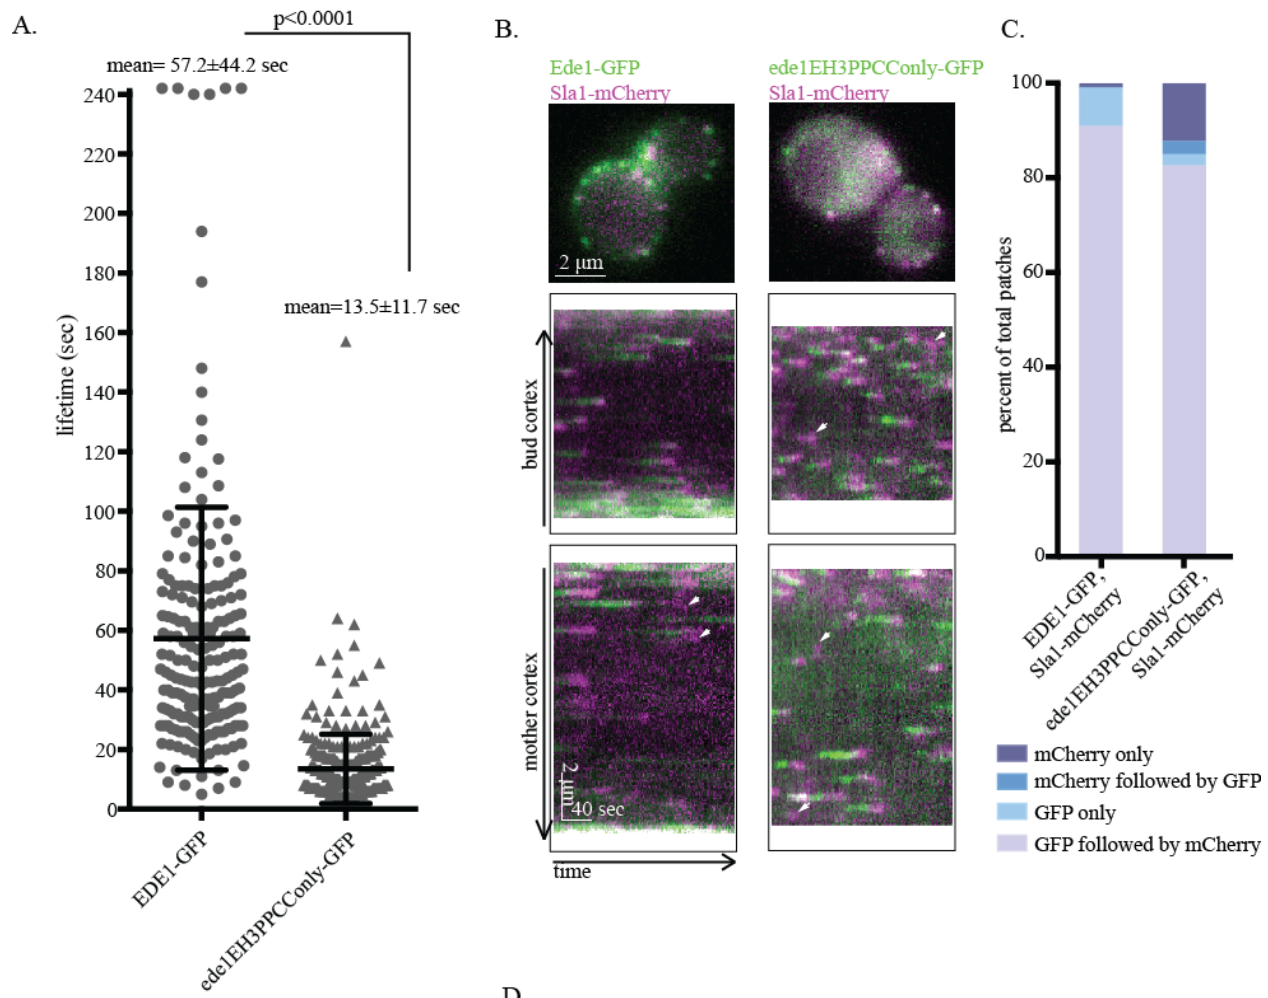 A.
p<0.0001
mean= 57.2±44.2 sec
mean=13.5±11.7 sec
lifetime (sec)
240
220
200
180
160
140
120
100
80
60
40
20
0
EDE1-GFP
ede1EH3PPCConly-GFP
B.
Ede1-GFP
Sla1-mCherry
ede1EH3PPCConly-GFP
Sla1-mCherry
2 μm
bud cortex
mother cortex
2 μm
40 sec
time
C.
percent of total patches
100
80
60
40
20
0
EDE1-GFP,
Sla1-mCherry
ede1EH3PPCConly-GFP,
Sla1-mCherry
mCherry only
mCherry followed by GFP
GFP only
GFP followed by mCherry
D